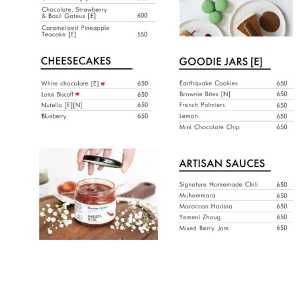 Chocolate, Strawberry
& Basil Gateux [E] 600
Caramelised Pineapple
Teacake [E] 550
CHEESECAKES
White chocolate [E] 650
Lotus Biscoff 650
Nutella [E][N] 650
Blueberry 650
GOODIE JARS [E]
Earthquake Cookies 650
Brownie Bites [N] 650
French Palmiers 650
Lemon 650
Mini Chocolate Chip 650
ARTISAN SAUCES
Signature Homemade Chili 650
Muhammara 650
Moroccan Harissa 650
Yemeni Zhoug 650
Mixed Berry Jam 650